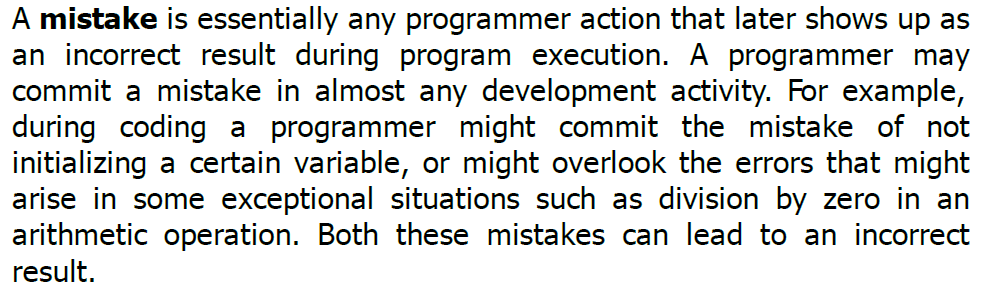 A mistake is essentially any programmer action that later shows up as
an incorrect result during program execution. A programmer may
commit a mistake in almost any development activity. For example,
during coding a programmer might commit the mistake of not
initializing a certain variable, or might overlook the errors that might
arise in some exceptional situations such as division by zero in an
arithmetic operation. Both these mistakes can lead to an incorrect
result.